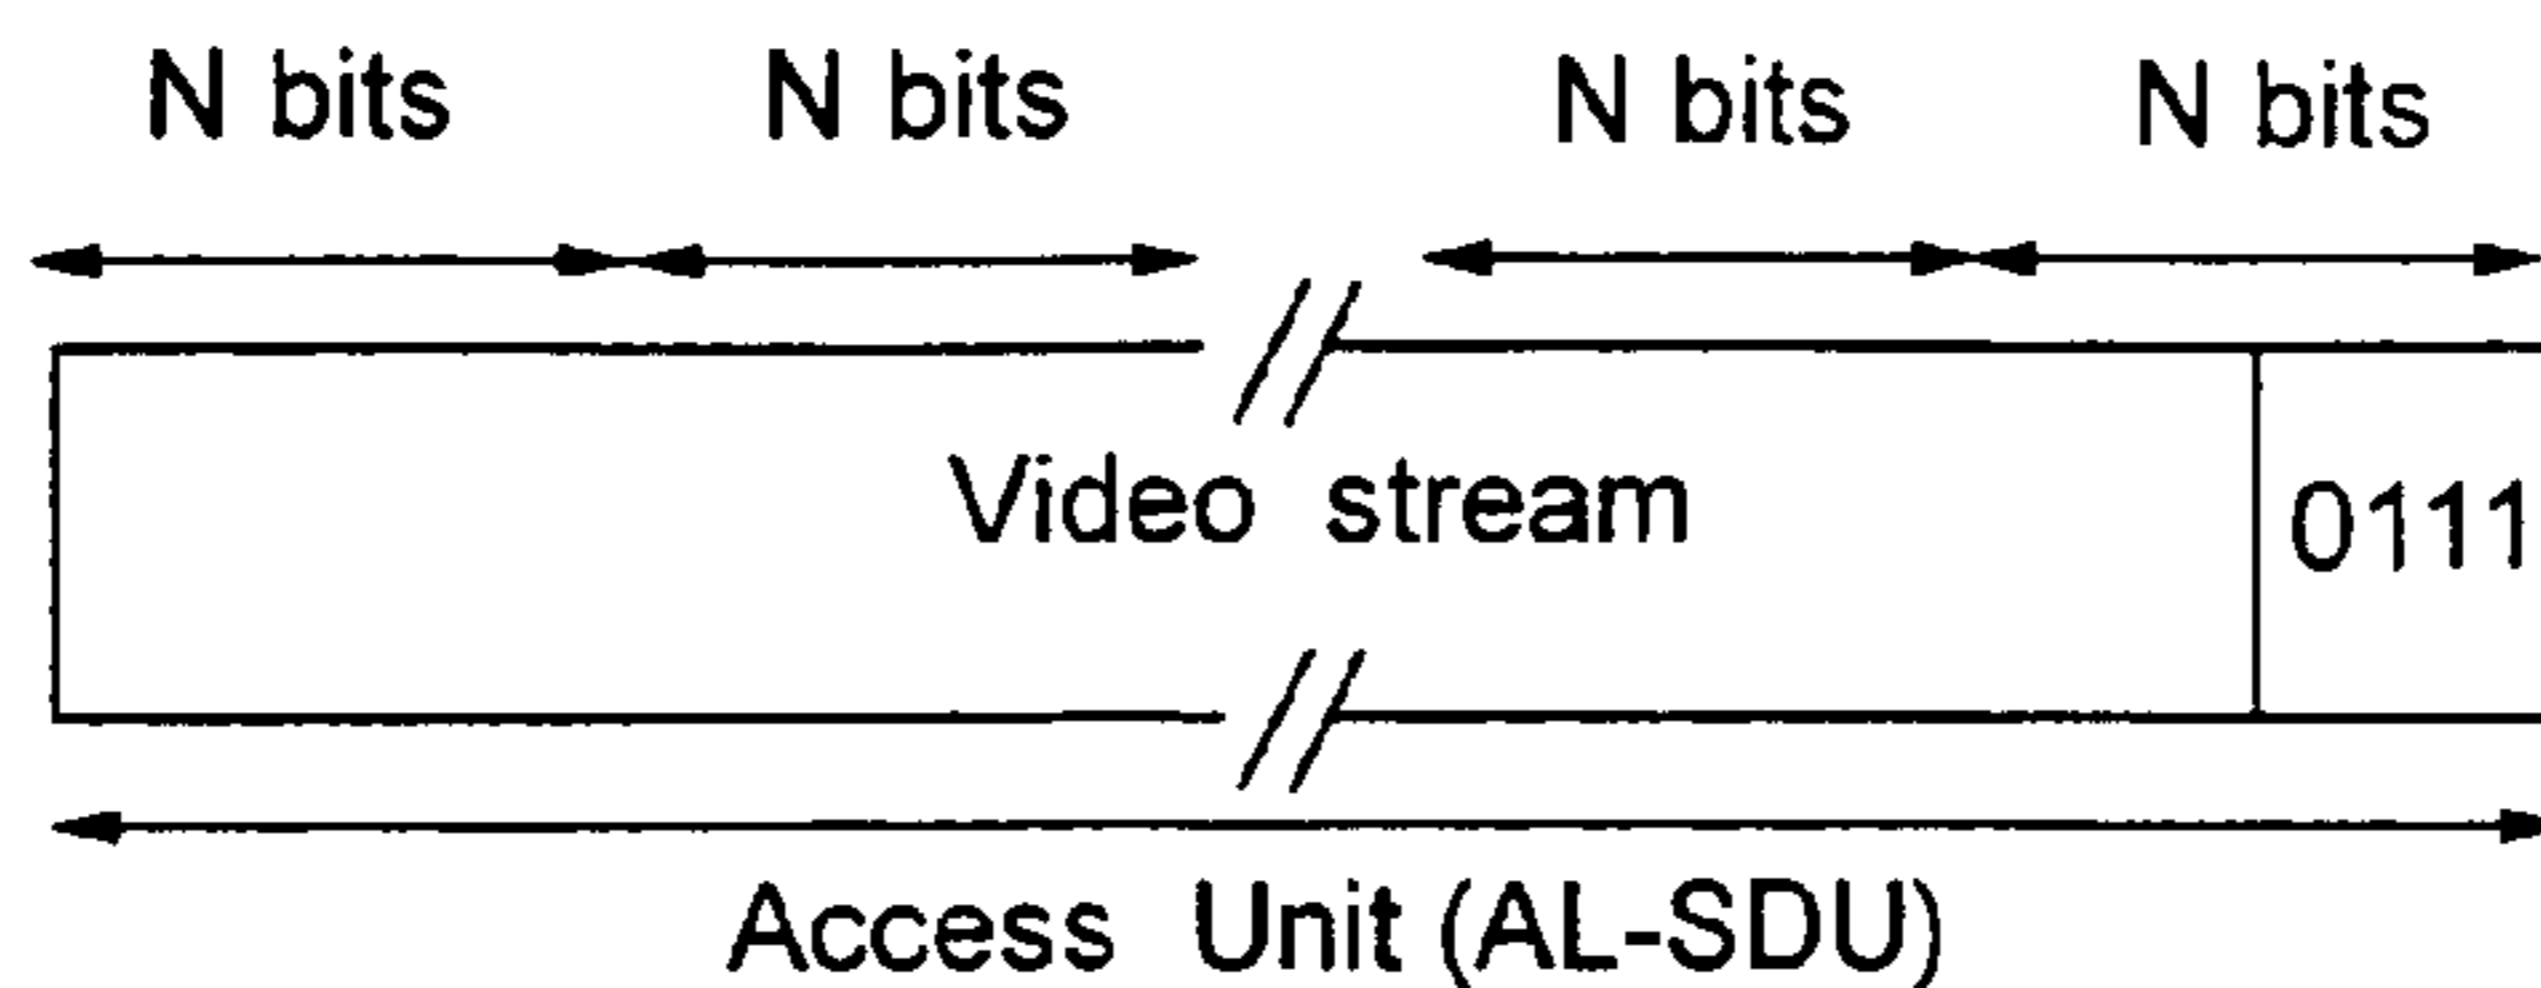 N bits N bits N bits N bits
Video stream 0111
Access Unit (AL-SDU)